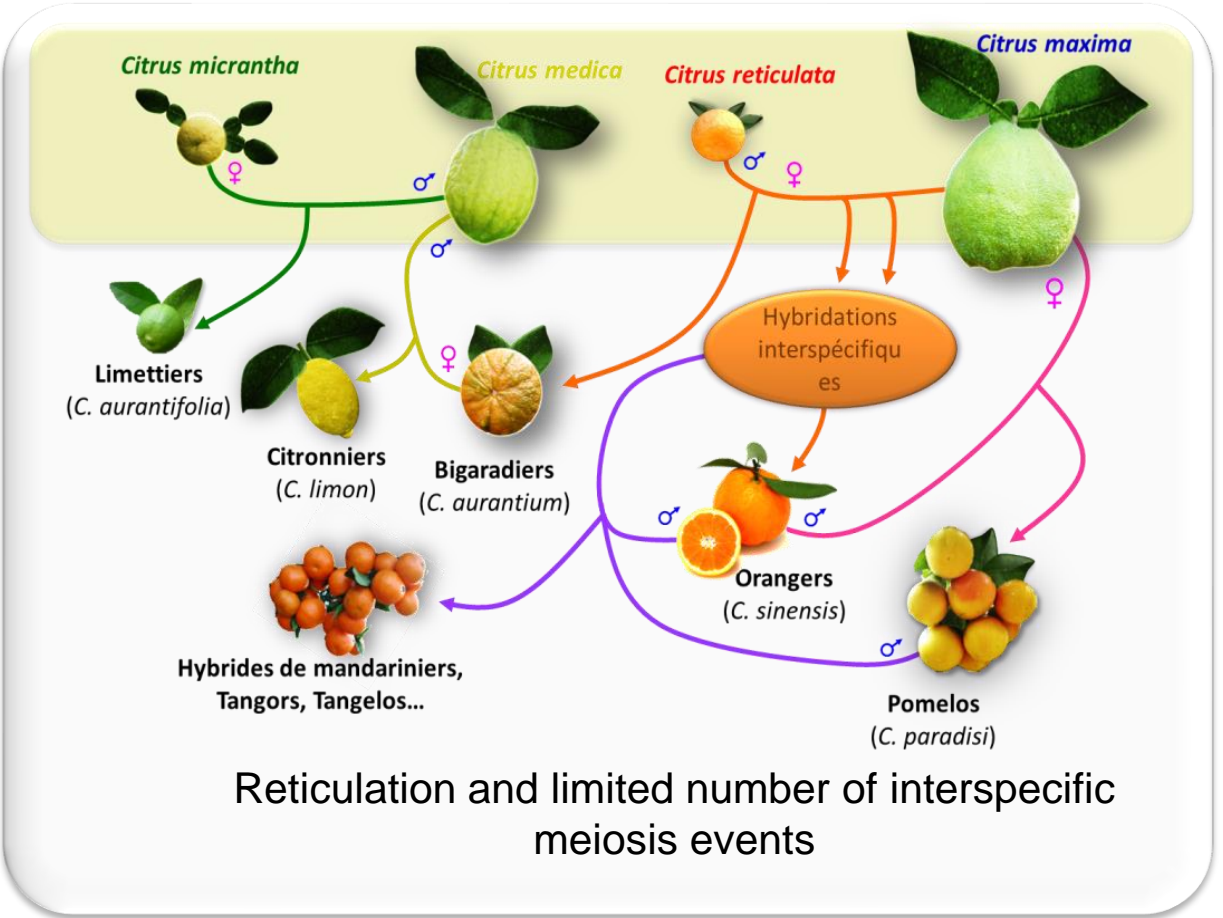 Citrus micrantha
Citrus medica
Citrus reticulata
Citrus maxima
♀
♂
♂
♀
♂
♀
Hybridations
interspécifiqu
es
♀
Limettiers
(C. aurantifolia)
Citronniers
(C. limon)
Bigaradiers
(C. aurantium)
♂
♂
Orangers
(C. sinensis)
Hybrides de mandariniers,
Tangors, Tangelos...
♂
Pomelos
(C. paradisi)
Reticulation and limited number of interspecific
meiosis events